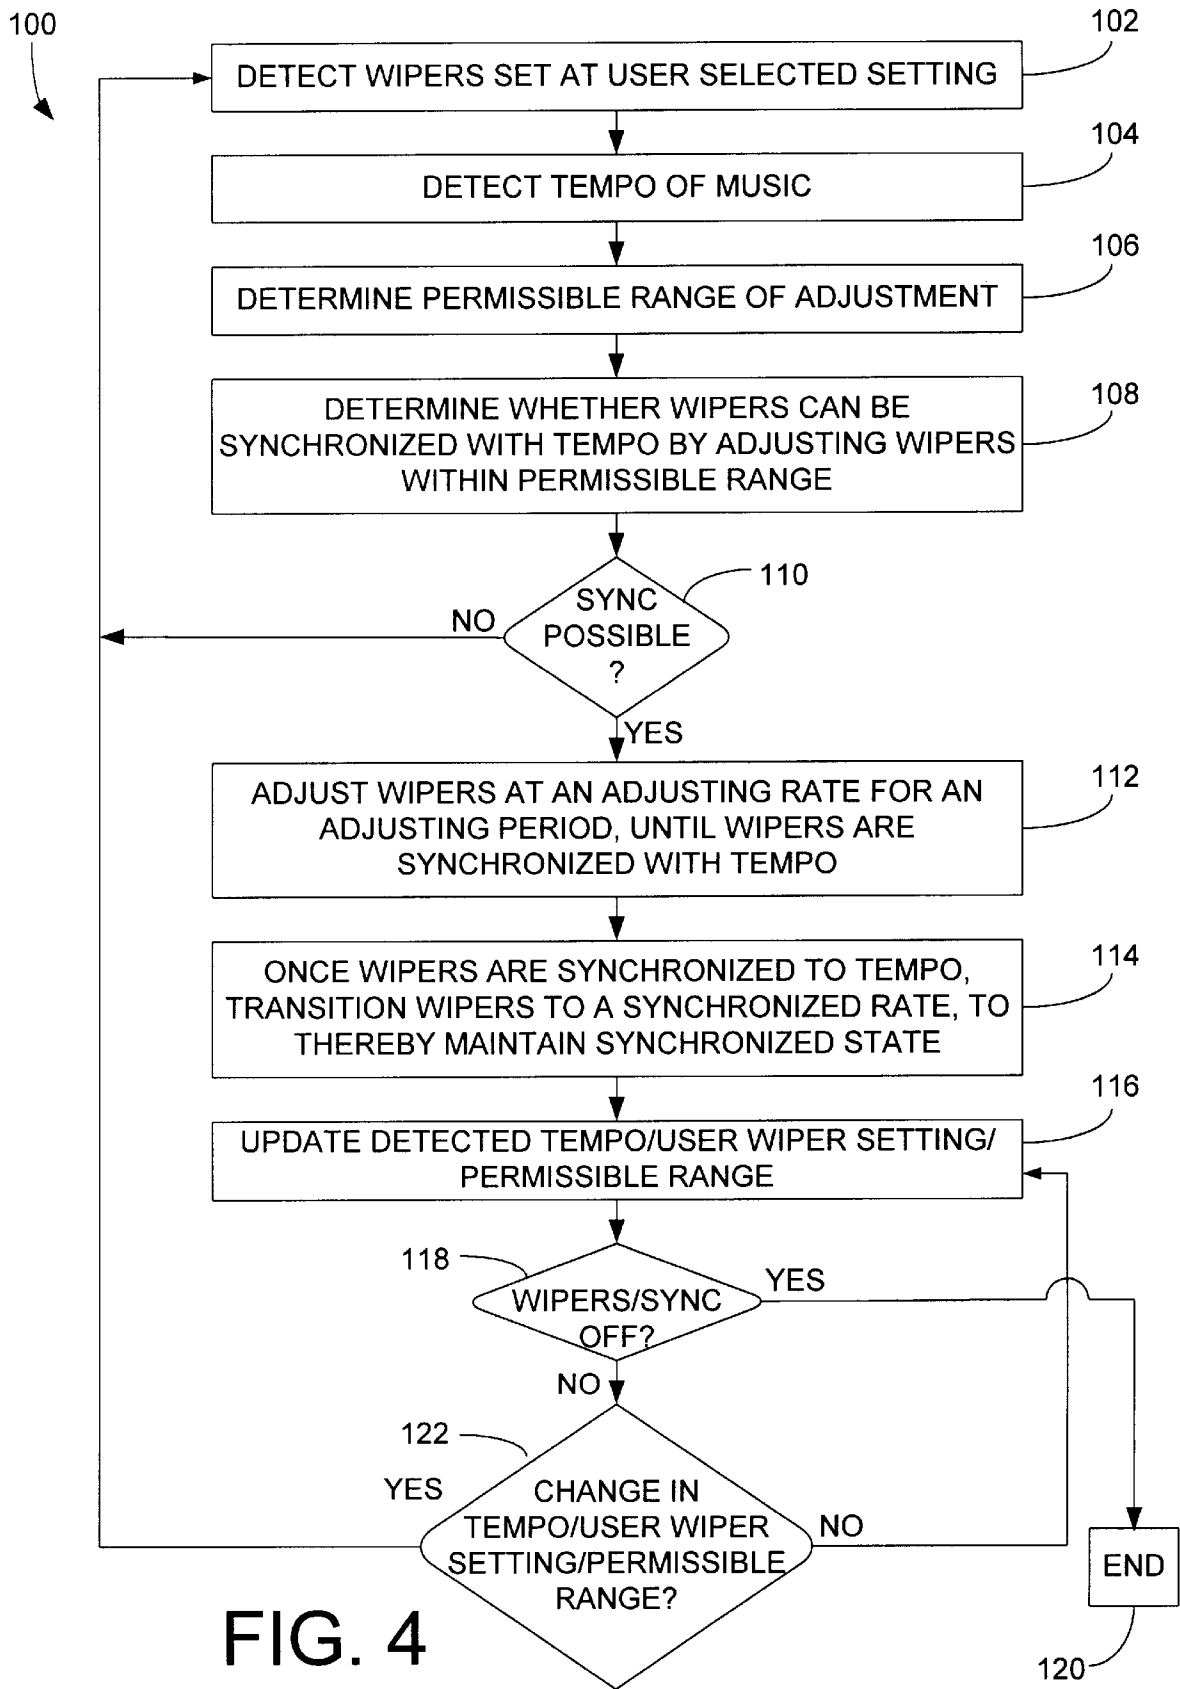 100
102
DETECT WIPERS SET AT USER SELECTED SETTING
104
DETECT TEMPO OF MUSIC
106
DETERMINE PERMISSIBLE RANGE OF ADJUSTMENT
108
DETERMINE WHETHER WIPERS CAN BE
SYNCHRONIZED WITH TEMPO BY ADJUSTING WIPERS
WITHIN PERMISSIBLE RANGE
110
SYNC
POSSIBLE
?
NO
YES
112
ADJUST WIPERS AT AN ADJUSTING RATE FOR AN
ADJUSTING PERIOD, UNTIL WIPERS ARE
SYNCHRONIZED WITH TEMPO
114
ONCE WIPERS ARE SYNCHRONIZED TO TEMPO,
TRANSITION WIPERS TO A SYNCHRONIZED RATE, TO
THEREBY MAINTAIN SYNCHRONIZED STATE
116
UPDATE DETECTED TEMPO/USER WIPER SETTING/
PERMISSIBLE RANGE
118
WIPERS/SYNC
OFF?
YES
NO
122
YES
CHANGE IN
TEMPO/USER WIPER
SETTING/PERMISSIBLE
RANGE?
NO
END
120
FIG. 4